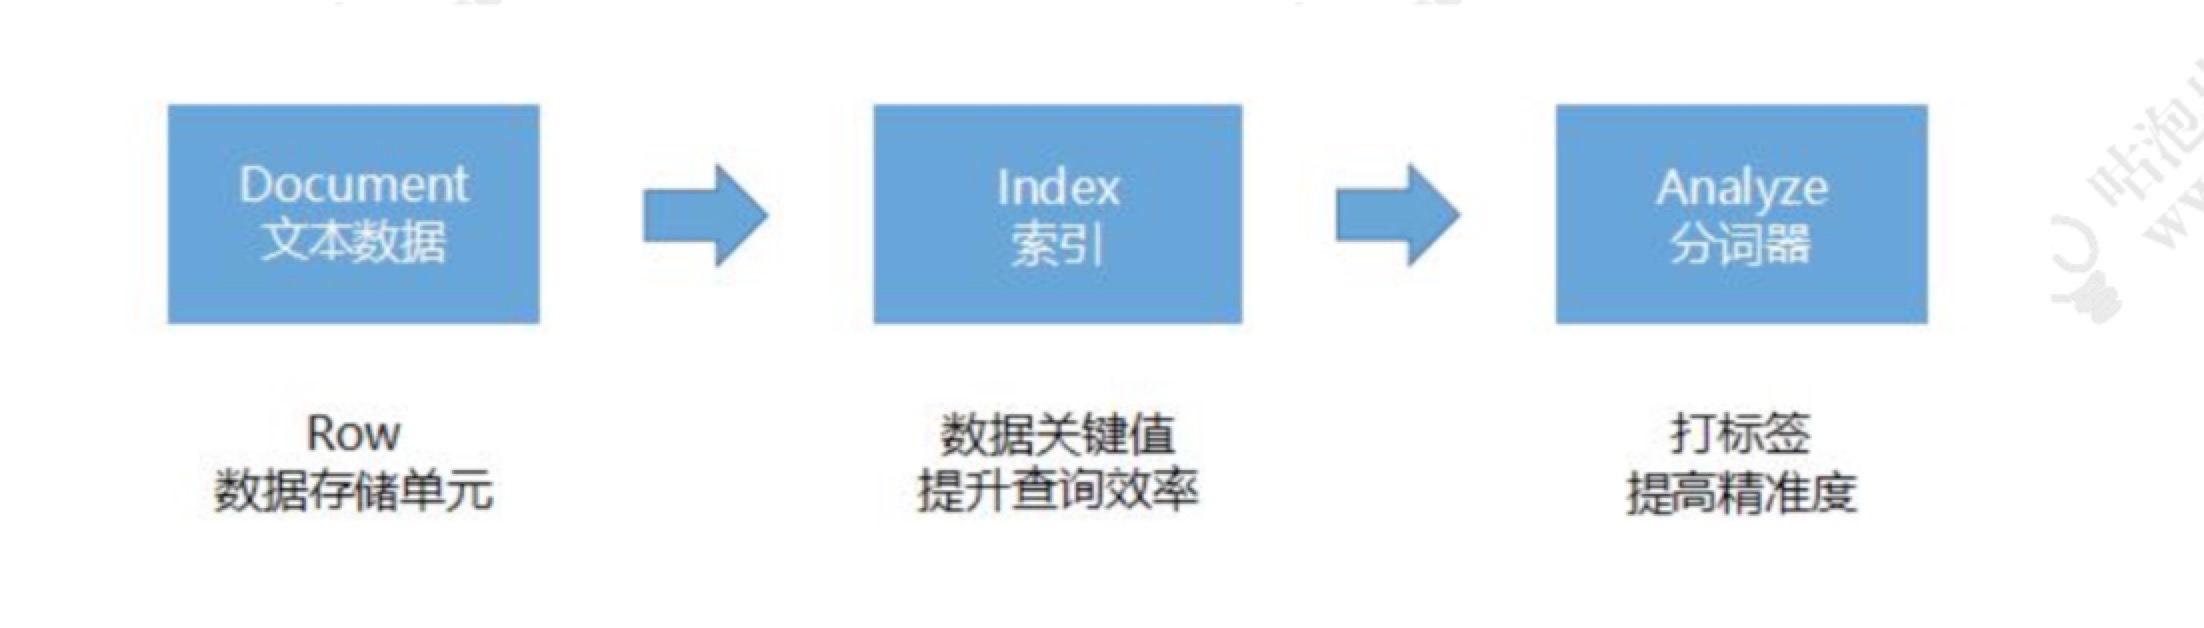 Document
文本数据
Index
索引
Analyze
分词器
Row
数据存储单元
数据关键值
提升查询效率
打标签
提高精准度
咕泡